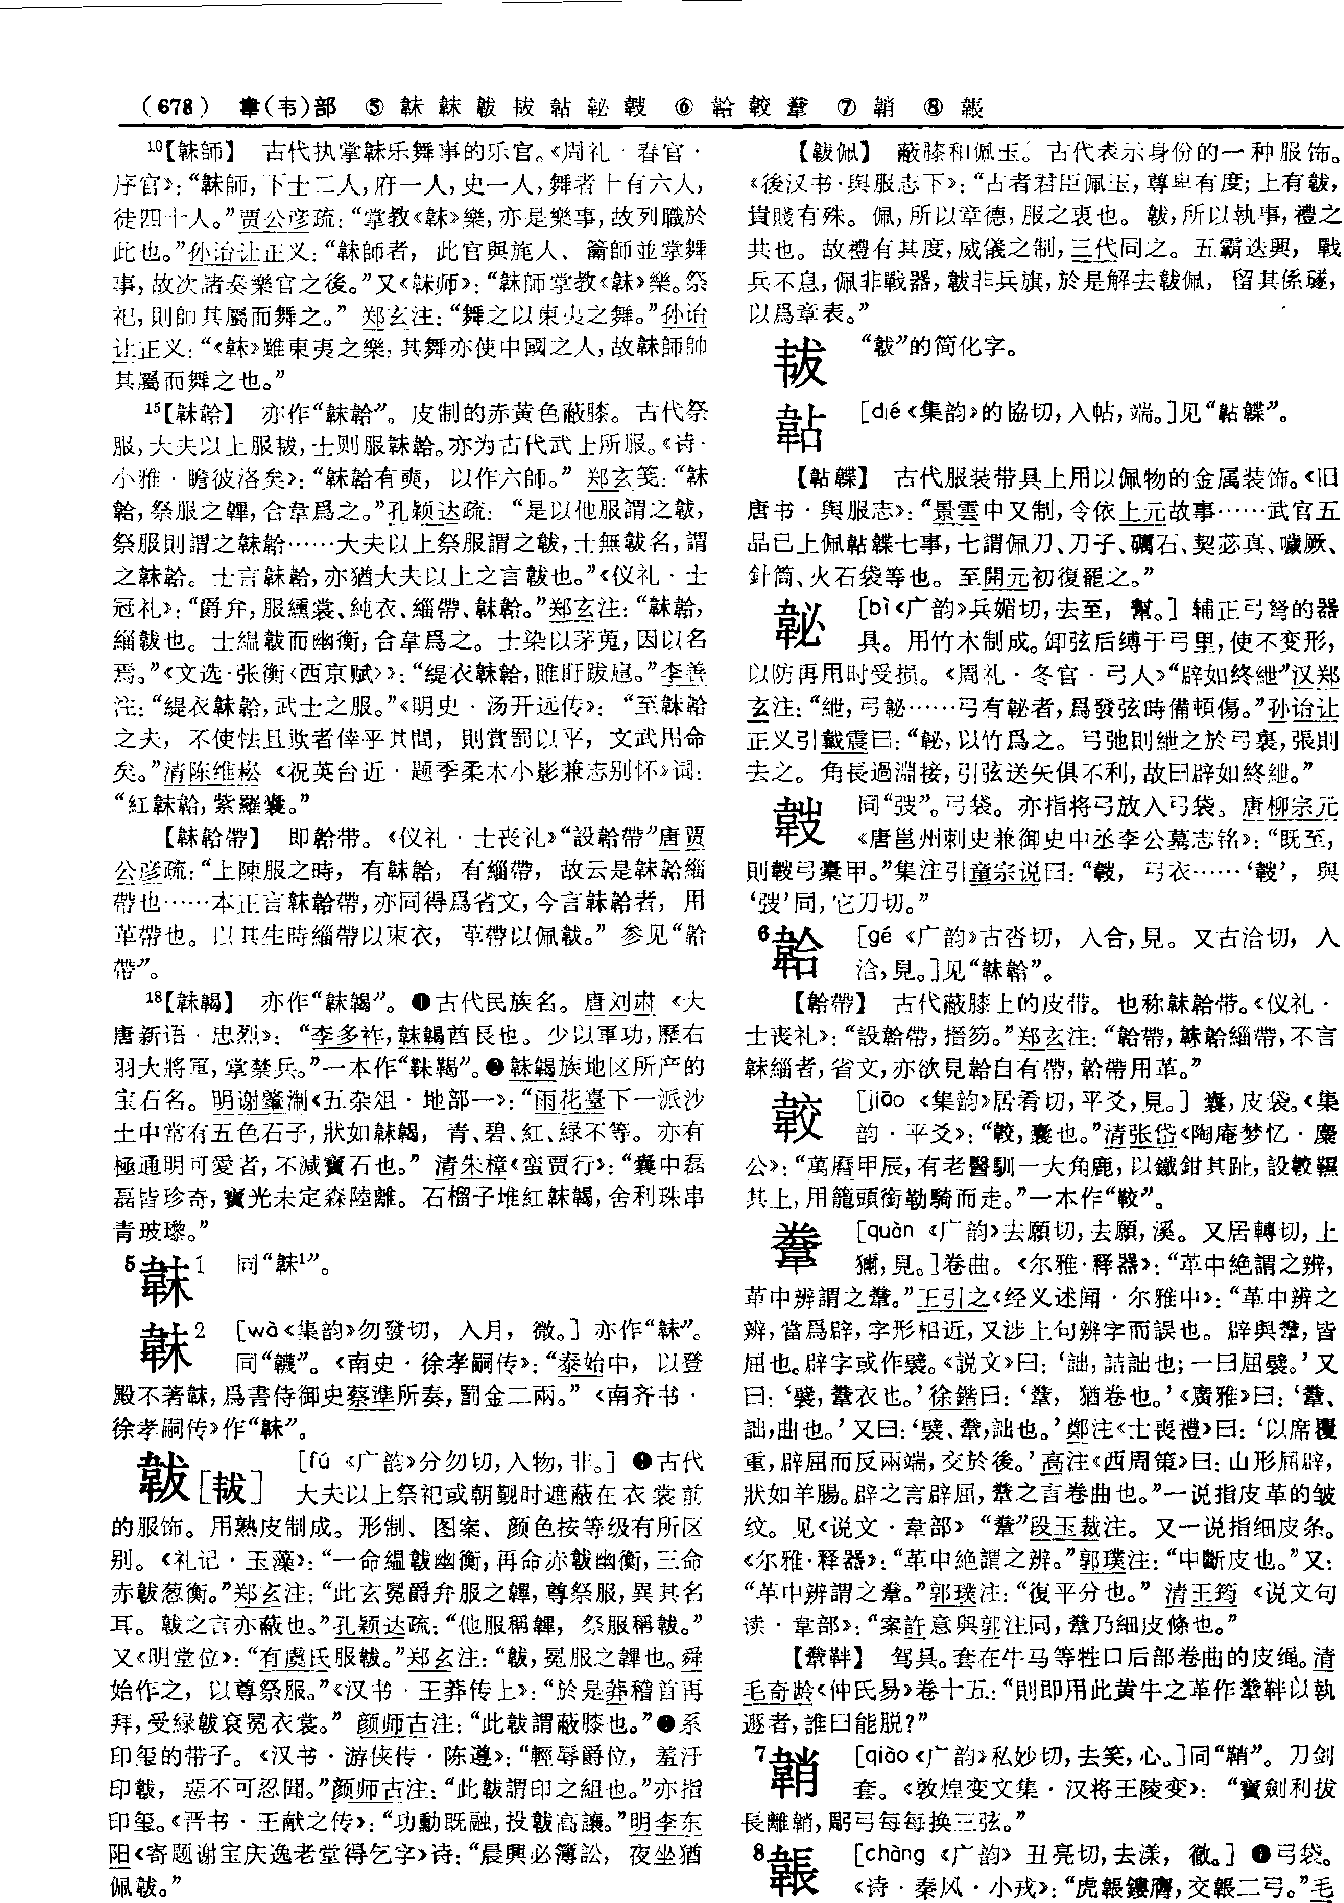 (678) 韋(韦)部 ⑤ 韎 韎 韍 韨 䩞 䪐 ⑥ 韐 䪒 韏 ⑦ 鞘 ⑧ 韔
¹⁰【韎師】 古代执掌韎乐舞事的乐官。《周礼·春官·
序官》：“韎師，下士二人，府一人，史一人，舞者十有六人，
徒四十人。”贾公彦疏：“掌教《韎》樂，亦是樂事，故列職於
此也。”孙诒让正义：“韎師者，此官與旄人、籥師並掌舞
事，故次諸奏樂官之後。”又《韎师》：“韎師掌教《韎》樂。祭
祀，則帥其屬而舞之。”郑玄注：“舞之以東夷之舞。”孙诒
让正义：“《韎》雖東夷之樂，其舞亦使中國之人，故韎師帥
其屬而舞之也。”
¹⁵【韎韐】 亦作“韎韐”。皮制的赤黄色蔽膝。古代祭
服，大夫以上服韨，士则服韎韐。亦为古代武士所服。《诗·
小雅·瞻彼洛矣》：“韎韐有奭，以作六師。”郑玄笺：“韎
韐，祭服之韠，合韋爲之。”孔颖达疏：“是以他服謂之韍，
祭服則謂之韎韐……大夫以上祭服謂之韍，士無韍名，謂
之韎韐。士言韎韐，亦猶大夫以上之言韍也。”《仪礼·士
冠礼》：“爵弁，服纁裳、純衣、緇帶、韎韐。”郑玄注：“韎韐，
緼韍也。士緼韍而幽衡，合韋爲之。士染以茅蒐，因以名
焉。”《文选·张衡〈西京赋〉》：“緹衣韎韐，睢盱跋扈。”李善
注：“緹衣韎韐，武士之服。”《明史·汤开远传》：“至韎韐
之夫，不使怯且敗者倖乎其間，則賞罰以平，文武用命
矣。”清陈维崧《祝英台近·题季柔木小影兼志别怀》词：
“紅韎韐，紫羅囊。”
【韎韐帶】 即韐带。《仪礼·士丧礼》“設韐帶”唐贾
公彦疏：“上陳服之時，有韎韐，有緇帶，故云是韎韐緇
帶也……本正言韎韐帶，亦同得爲省文，今言韎韐者，用
革帶也。以其生時緇帶以束衣，革帶以佩韍。”参见“韐
帶”。
¹⁸【韎鞨】 亦作“韎鞨”。❶古代民族名。唐刘肃《大
唐新语·忠烈》：“李多祚，韎鞨酋長也。少以軍功，歷右
羽大將軍，掌禁兵。”一本作“靺鞨”。❷韎鞨族地区所产的
宝石名。明谢肇淛《五杂俎·地部一》：“雨花臺下一派沙
土中常有五色石子，狀如韎鞨，青、碧、紅、緑不等。亦有
極通明可愛者，不減寶石也。”清朱樟《蛮贾行》：“囊中磊
磊皆珍奇，寶光未定森陸離。石榴子堆紅韎鞨，舍利珠串
青玻瓈。”
⁵韎¹ 同“韎¹”。
韎² [wà《集韵》勿發切，入月，微。]亦作“韎”。
同“韈”。《南史·徐孝嗣传》：“泰始中，以登
殿不著韎，爲書侍御史蔡準所奏，罰金二兩。”《南齐书·
徐孝嗣传》作“韎”。
韍[韨] [fú《广韵》分勿切，入物，非。]❶古代
大夫以上祭祀或朝觐时遮蔽在衣裳前
的服饰。用熟皮制成。形制、图案、颜色按等级有所区
别。《礼记·玉藻》：“一命緼韍幽衡，再命赤韍幽衡，三命
赤韍葱衡。”郑玄注：“此玄冕爵弁服之韠，尊祭服，異其名
耳。韍之言亦蔽也。”孔颖达疏：“他服稱韠，祭服稱韍。”
又《明堂位》：“有虞氏服韍。”郑玄注：“韍，冕服之韠也。舜
始作之，以尊祭服。”《汉书·王莽传上》：“於是莽稽首再
拜，受緑韍衮冕衣裳。”颜师古注：“此韍謂蔽膝也。”❷系
印玺的带子。《汉书·游侠传·陈遵》：“輕辱爵位，羞汙
印韍，惡不可忍聞。”颜师古注：“此韍謂印之組也。”亦指
印玺。《晋书·王献之传》：“功勳既融，投韍高讓。”明李东
阳《寄题谢宝庆逸老堂得乞字》诗：“晨興必簿訟，夜坐猶
佩韍。”
【韍佩】 蔽膝和佩玉。古代表示身份的一种服饰。
《後汉书·舆服志下》：“古者君臣佩玉，尊卑有度；上有韍，
貴賤有殊。佩，所以章德，服之衷也。韍，所以執事，禮之
共也。故禮有其度，威儀之制，三代同之。五霸迭興，戰
兵不息，佩非戰器，韍非兵旗，於是解去韍佩，留其係璲，
以爲章表。”
韨 “韍”的简化字。
[dié《集韵》的協切，入帖，端。]
古代服装带具上用以佩物的金属装饰。《旧
唐书·舆服志》：“景雲中又制，令依上元故事……武官五
品已上佩七事，七謂佩刀、刀子、礪石、契苾真、噦厥、
針筒、火石袋等也。至開元初復罷之。”
[bì《广韵》兵媚切，去至，幫。]辅正弓弩的器
具。用竹木制成。卸弦后缚于弓里，使不变形，
以防再用时受损。《周礼·冬官·弓人》“辟如终紲”汉郑
玄注：“紲，弓䪐……弓有䪐者，爲發弦時備頓傷。”孙诒让
正义引戴震曰：“䪐，以竹爲之。弓弛則紲之於弓裏，張則
去之。角長過淵接，引弦送矢俱不利，故曰辟如終紲。”
同“弢”。弓袋。亦指将弓放入弓袋。唐柳宗元
《唐邕州刺史兼御史中丞李公墓志铭》：“既至，
則弓櫜甲。”集注引童宗说曰：“弓衣……與
‘弢’同，它刀切。”
⁶韐 [gé《广韵》古沓切，入合，見。又古洽切，入
洽，見。]见“韎韐”。
【韐帶】 古代蔽膝上的皮带。也称韎韐带。《仪礼·
士丧礼》：“設韐帶，搢笏。”郑玄注：“韐帶，韎韐緇帶，不言
韎緇者，省文，亦欲見韐自有帶，韐帶用革。”
[jiāo《集韵》居肴切，平爻，見。]囊，皮袋。《集
韵·平爻》：“囊也。”清张岱《陶庵梦忆·麋
公》：“萬曆甲辰，有老醫馴一大角鹿，以鐵鉗其趾，設
其上，用籠頭銜勒騎而走。”一本作“鞍”。
韏 [quàn《广韵》去願切，去願，溪。又居轉切，上
獮，見。]卷曲。《尔雅·释器》：“革中絶謂之辨，
革中辨謂之韏。”王引之《经义述闻·尔雅中》：“革中辨之
辨，當爲辟，字形相近，又涉上句辨字而誤也。辟與韏，皆
屈也。辟字或作襞。《説文》曰：‘詘，詰詘也；一曰屈襞。’又
曰：‘襞，韏衣也。’徐鍇曰：‘韏，猶卷也。’《廣雅》曰：‘韏、
詘，曲也。’又曰：‘襞、韏，詘也。’鄭注《士喪禮》曰：‘以席覆
重，辟屈而反兩端，交於後。’高注《西周策》曰：山形屈辟，
狀如羊腸。辟之言辟屈，韏之言卷曲也。”一说指皮革的皱
纹。见《说文·韋部》“韏”段玉裁注。又一说指细皮条。
《尔雅·释器》：“革中絶謂之辨。”郭璞注：“中斷皮也。”又：
“革中辨謂之韏。”郭璞注：“復平分也。”清王筠《说文句
读·韋部》：“案許意與郭注同，韏乃細皮條也。”
【韏靽】 驾具。套在牛马等牲口后部卷曲的皮绳。清
毛奇龄《仲氏易》卷十五：“則即用此黄牛之革作韏靽以執
遯者，誰曰能脱？”
⁷ [qiào《广韵》私妙切，去笑，心。]同“鞘”。刀剑
套。《敦煌变文集·汉将王陵变》：“寶劍利拔
長離鞘，彫弓每每换三弦。”
⁸韔 [chàng《广韵》丑亮切，去漾，徹。]❶弓袋。
《诗·秦风·小戎》：“虎韔鏤膺，交韔二弓。”毛